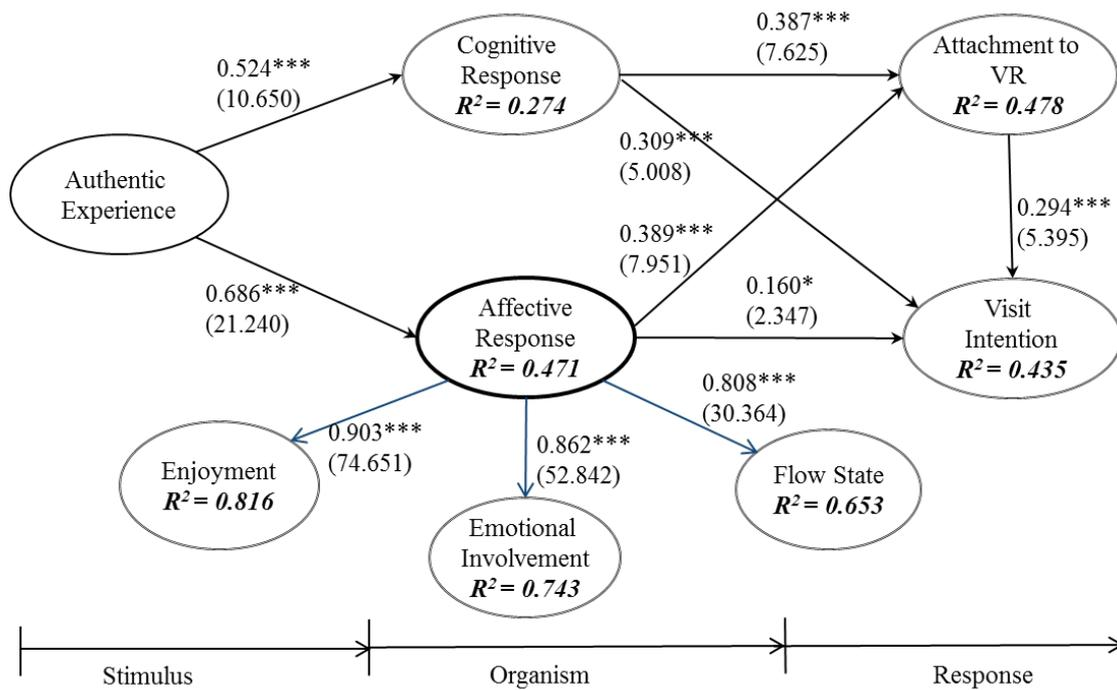 0.524***
(10.650)
Cognitive
Response
R² = 0.274
0.387***
(7.625)
Attachment to
VR
R² = 0.478
Authentic
Experience
0.309***
(5.008)
0.294***
(5.395)
0.389***
(7.951)
0.686***
(21.240)
Affective
Response
R² = 0.471
0.160*
(2.347)
Visit
Intention
R² = 0.435
0.903***
(74.651)
0.862***
(52.842)
0.808***
(30.364)
Enjoyment
R² = 0.816
Emotional
Involvement
R² = 0.743
Flow State
R² = 0.653
Stimulus
Organism
Response